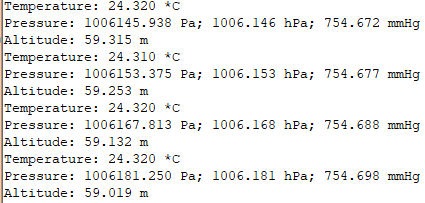 Temperature: 24.320 *C
Pressure: 1006145.938 Pa; 1006.146 hPa; 754.672 mmHg
Altitude: 59.315 m
Temperature: 24.310 *C
Pressure: 1006153.375 Pa; 1006.153 hPa; 754.677 mmHg
Altitude: 59.253 m
Temperature: 24.320 *C
Pressure: 1006167.813 Pa; 1006.168 hPa; 754.688 mmHg
Altitude: 59.132 m
Temperature: 24.320 *C
Pressure: 1006181.250 Pa; 1006.181 hPa; 754.698 mmHg
Altitude: 59.019 m